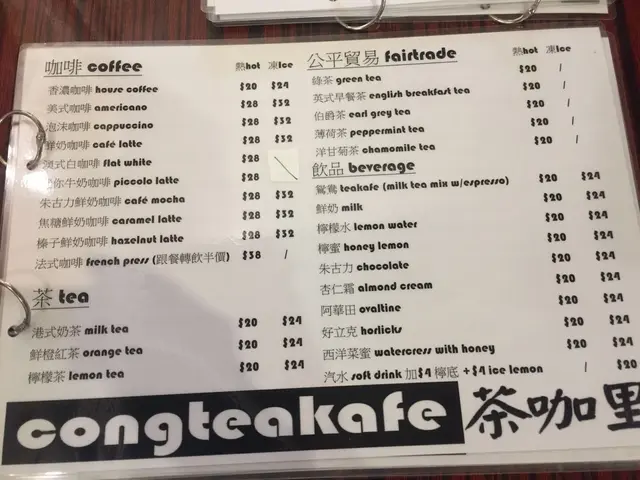 咖啡 coffee 熱hot 凍Ice
香濃咖啡 house coffee $20 $24
美式咖啡 americano $28 $32
泡沫咖啡 cappuccino $28 $32
鮮奶咖啡 café latte $28 $32
澳式白咖啡 flat white $28
你牛奶咖啡 piccolo latte $28
朱古力鮮奶咖啡 café mocha $28 $32
焦糖鮮奶咖啡 caramel latte $28 $32
榛子鮮奶咖啡 hazelnut latte $28 $32
法式咖啡 french press (跟餐轉飲半價) $38 /
茶 tea
港式奶茶 milk tea $20 $24
鮮橙紅茶 orange tea $20 $24
檸檬茶 lemon tea $20 $24
公平貿易 fairtrade 熱hot 凍Ice
綠茶 green tea $20 /
英式早餐茶 english breakfast tea $20 /
伯爵茶 earl grey tea $20 /
薄荷茶 peppermint tea $20 /
洋甘菊茶 chamomile tea $20 /
飲品 beverage
鴛鴦 teakafe (milk tea mix w/espresso) $20 $24
鮮奶 milk $20 $24
檸檬水 lemon water $20 $24
檸蜜 honey lemon $20 $24
朱古力 chocolate $20 $24
杏仁霜 almond cream $20 $24
阿華田 ovaltine $20 $24
好立克 horlicks $20 $24
西洋菜蜜 watercress with honey $20 $24
汽水 soft drink 加$4 檸底 +$4 ice lemon / $20
congteakafe 茶咖里